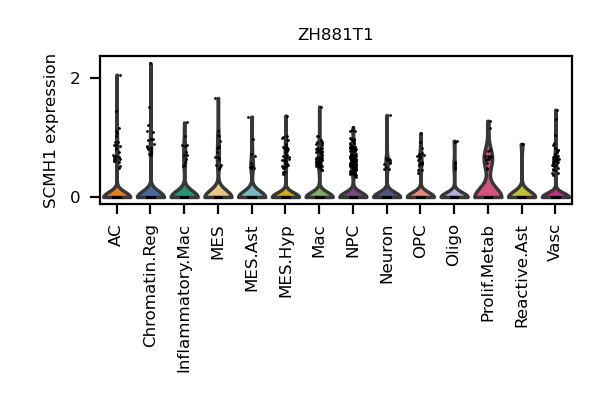 ZH881T1
SCMH1 expression
2
0
AC
Chromatin.Reg
Inflammatory.Mac
MES
MES.Ast
MES.Hyp
Mac
NPC
Neuron
OPC
Oligo
Prolif.Metab
Reactive.Ast
Vasc